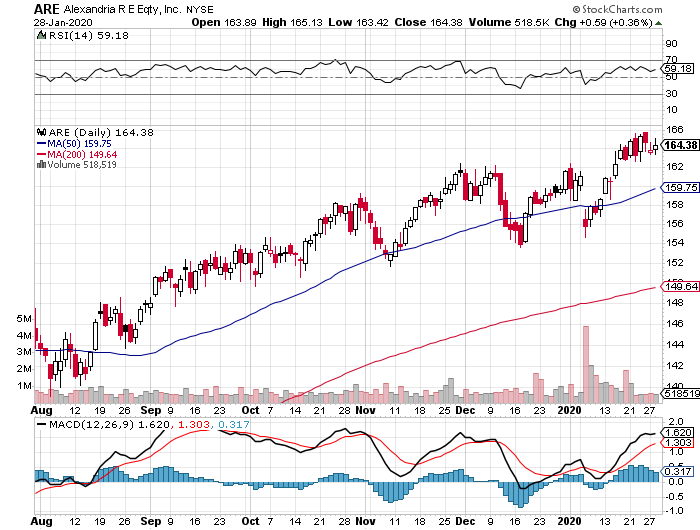 ARE Alexandria R E Eqty, Inc. NYSE © StockCharts.com
28-Jan-2020 Open 163.89 High 165.13 Low 163.42 Close 164.38 Volume 518.5K Chg +0.59 (+0.36%)
RSI(14) 59.18
90
70
59.18
50
30
10
ARE (Daily) 164.38
MA(50) 159.75
MA(200) 149.64
Volume 518,519
166
164.38
162
159.75
158
156
154
152
150
149.64
148
146
144
142
140
518519
5M
4M
3M
2M
1M
Aug 12 19 26 Sep 9 16 23 Oct 7 14 21 28 Nov 11 18 25 Dec 9 16 23 2020 13 21 27
MACD(12,26,9) 1.620, 1.303, 0.317
2.0
1.620
1.303
1.0
0.5
0.317
0.0
-0.5
-1.0
Aug 12 19 26 Sep 9 16 23 Oct 7 14 21 28 Nov 11 18 25 Dec 9 16 23 2020 13 21 27